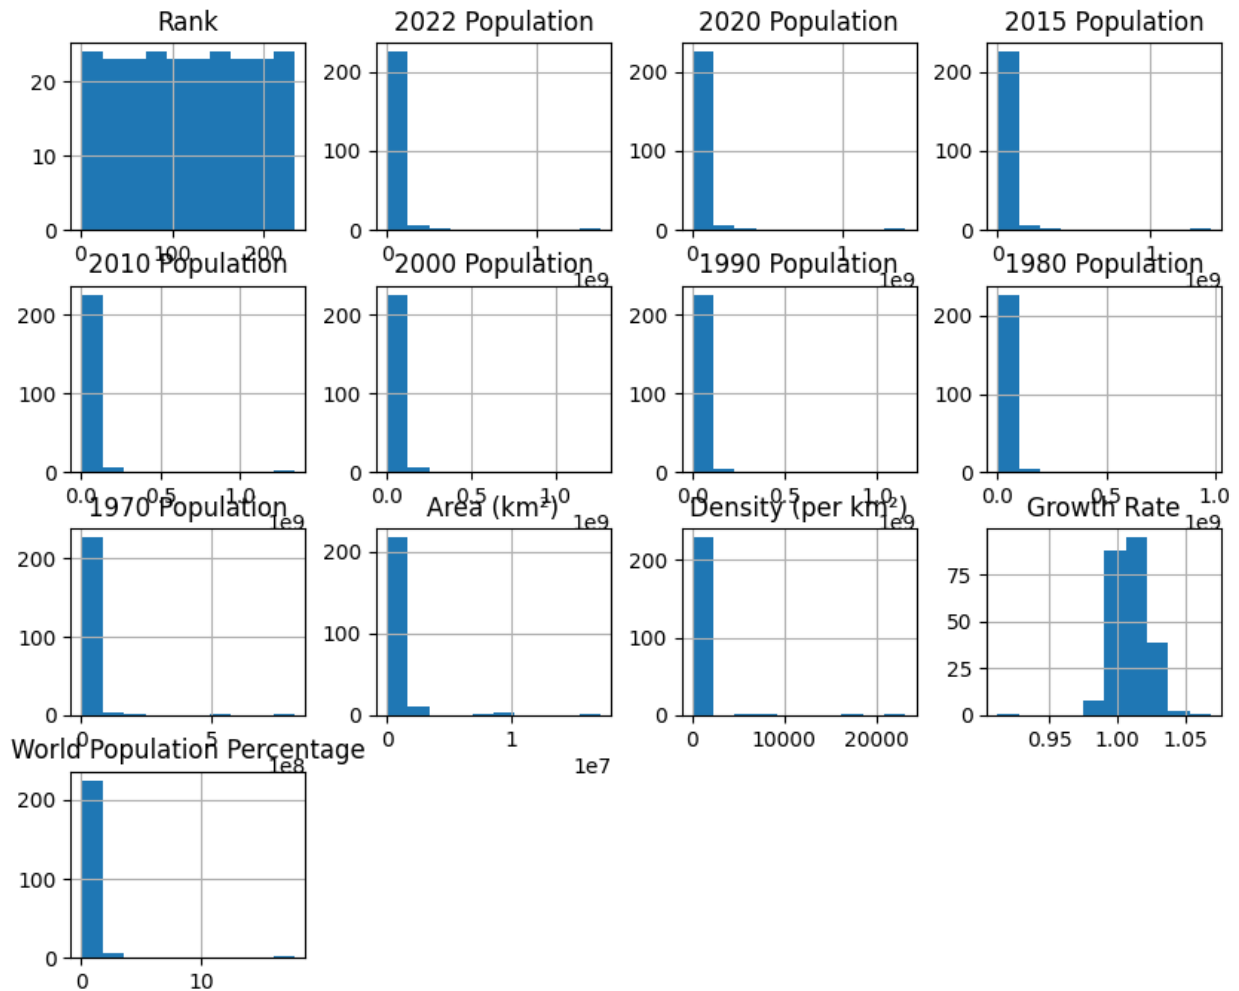 Rank
2022 Population
2020 Population
2015 Population
20
10
0
200
100
0
200
100
0
200
100
0
0 100 200
0 1
0 1
0 1
1e9
1e9
1e9
2010 Population
2000 Population
1990 Population
1980 Population
200
100
0
200
100
0
200
100
0
200
100
0
0.0 0.5 1.0
0.0 0.5 1.0
0.0 0.5 1.0
0.0 0.5 1.0
1e9
1e9
1e9
1e9
1970 Population
Area (km²)
Density (per km²)
Growth Rate
200
100
0
200
100
0
200
100
0
75
50
25
0
0 5
0 1
0 10000 20000
0.95 1.00 1.05
1e8
1e7
World Population Percentage
200
100
0
0 10